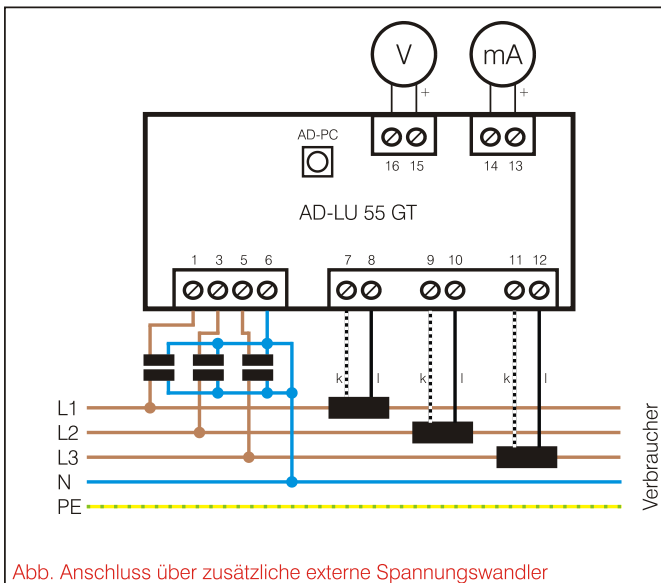 V mA
+ +
AD-PC
16 15 14 13
AD-LU 55 GT
1 3 5 6 7 8 9 10 11 12
k l k l k l
L1
L2
L3
N
PE
Verbraucher
Abb. Anschluss über zusätzliche externe Spannungswandler